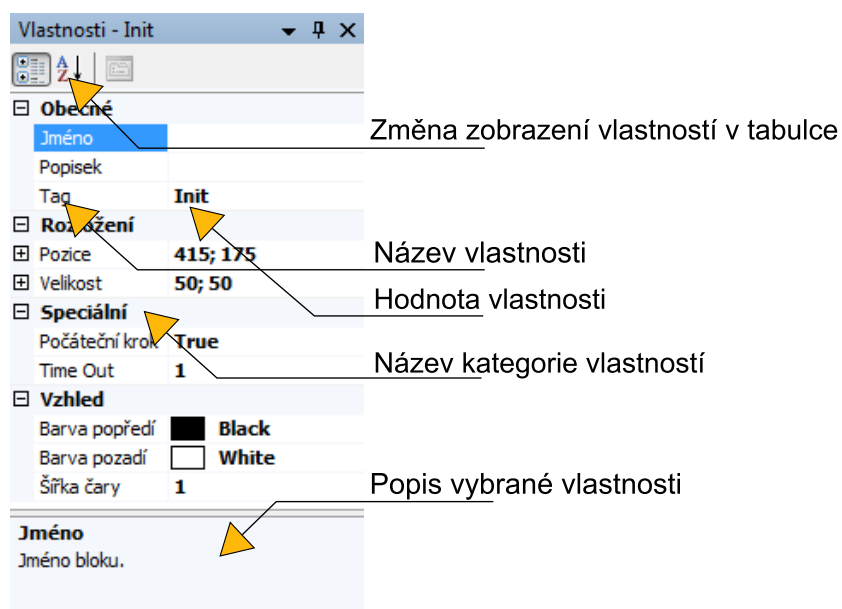 Vlastnosti - Init
Obecné
Jméno
Změna zobrazení vlastností v tabulce
Popisek
Tag Init
Rozložení
Pozice 415; 175
Název vlastnosti
Velikost 50; 50
Hodnota vlastnosti
Speciální
Počáteční krok True
Název kategorie vlastností
Time Out 1
Vzhled
Barva popředí Black
Barva pozadí White
Šířka čary 1
Popis vybrané vlastnosti
Jméno
Jméno bloku.